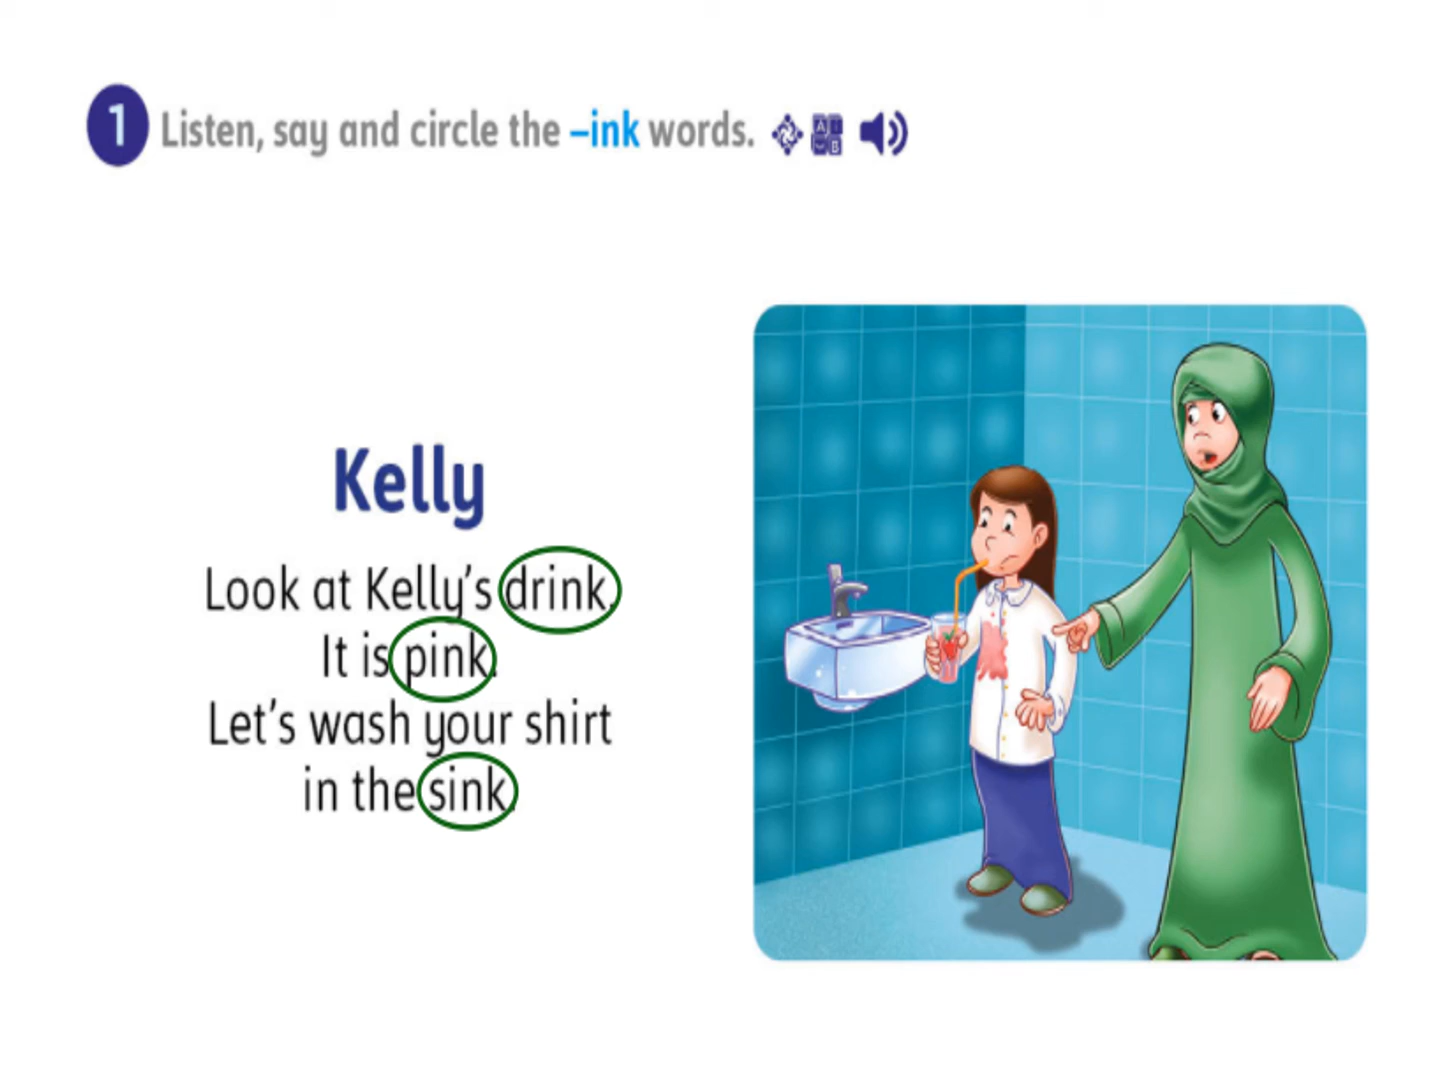 1 Listen, say and circle the –ink words.
Kelly
Look at Kelly's drink.
It is pink.
Let's wash your shirt
in the sink.